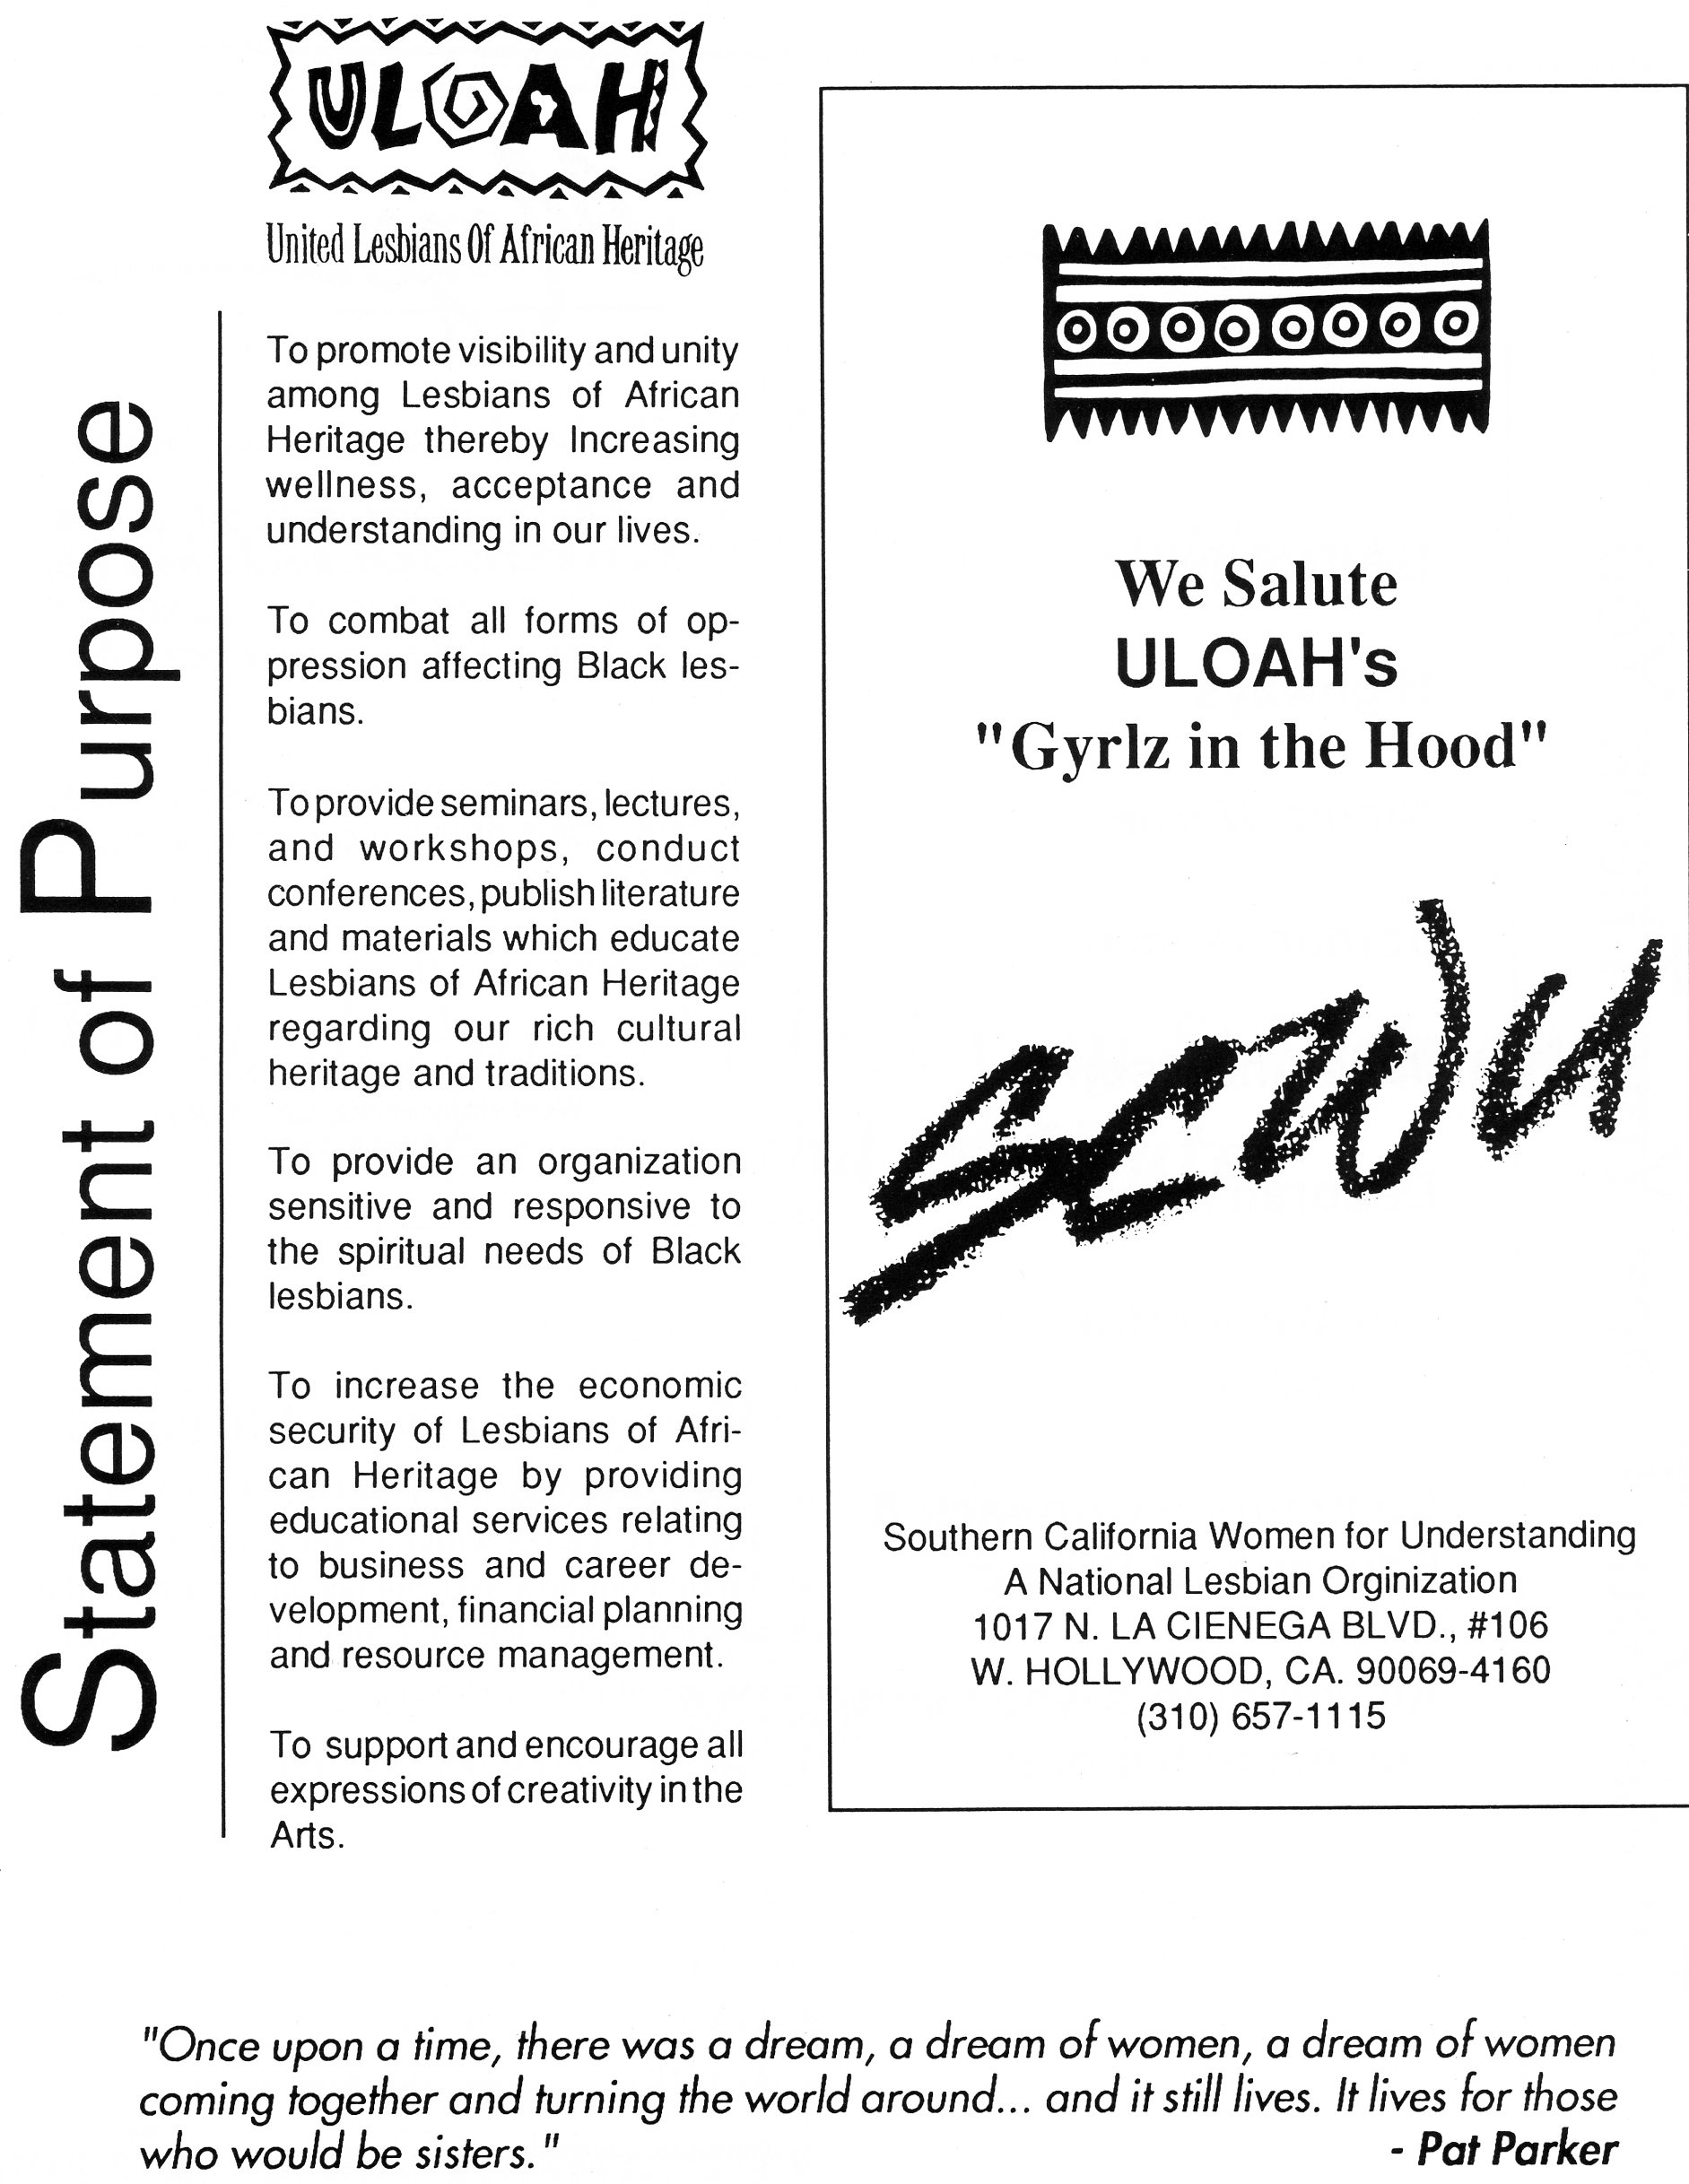 ULOAH
United Lesbians Of African Heritage
Statement of Purpose
To promote visibility and unity
among Lesbians of African
Heritage thereby Increasing
wellness, acceptance and
understanding in our lives.
To combat all forms of op-
pression affecting Black les-
bians.
To provide seminars, lectures,
and workshops, conduct
conferences, publish literature
and materials which educate
Lesbians of African Heritage
regarding our rich cultural
heritage and traditions.
To provide an organization
sensitive and responsive to
the spiritual needs of Black
lesbians.
To increase the economic
security of Lesbians of Afri-
can Heritage by providing
educational services relating
to business and career de-
velopment, financial planning
and resource management.
To support and encourage all
expressions of creativity in the
Arts.
We Salute
ULOAH's
"Gyrlz in the Hood"
SCWU
Southern California Women for Understanding
A National Lesbian Orginization
1017 N. LA CIENEGA BLVD., #106
W. HOLLYWOOD, CA. 90069-4160
(310) 657-1115
"Once upon a time, there was a dream, a dream of women, a dream of women
coming together and turning the world around... and it still lives. It lives for those
who would be sisters." - Pat Parker